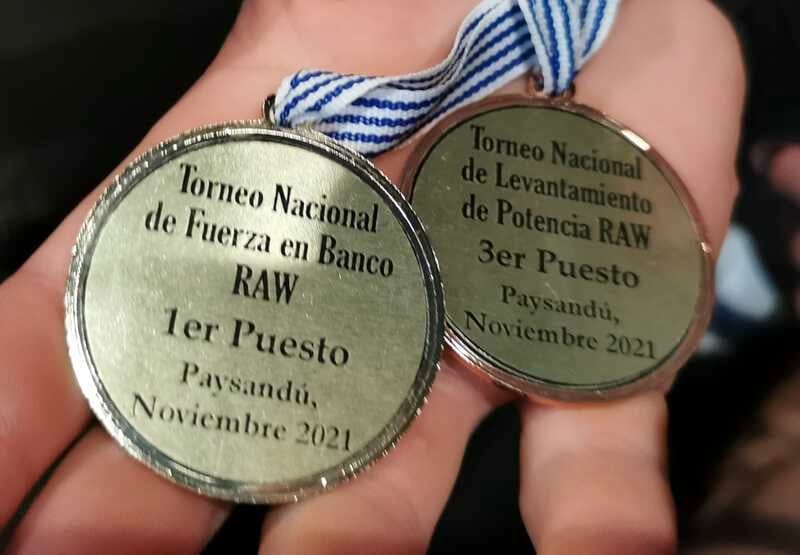 Torneo Nacional
de Fuerza en Banco
RAW
1er Puesto
Paysandú,
Noviembre 2021
Torneo Nacional
de Levantamiento
de Potencia RAW
3er Puesto
Paysandú,
Noviembre 2021